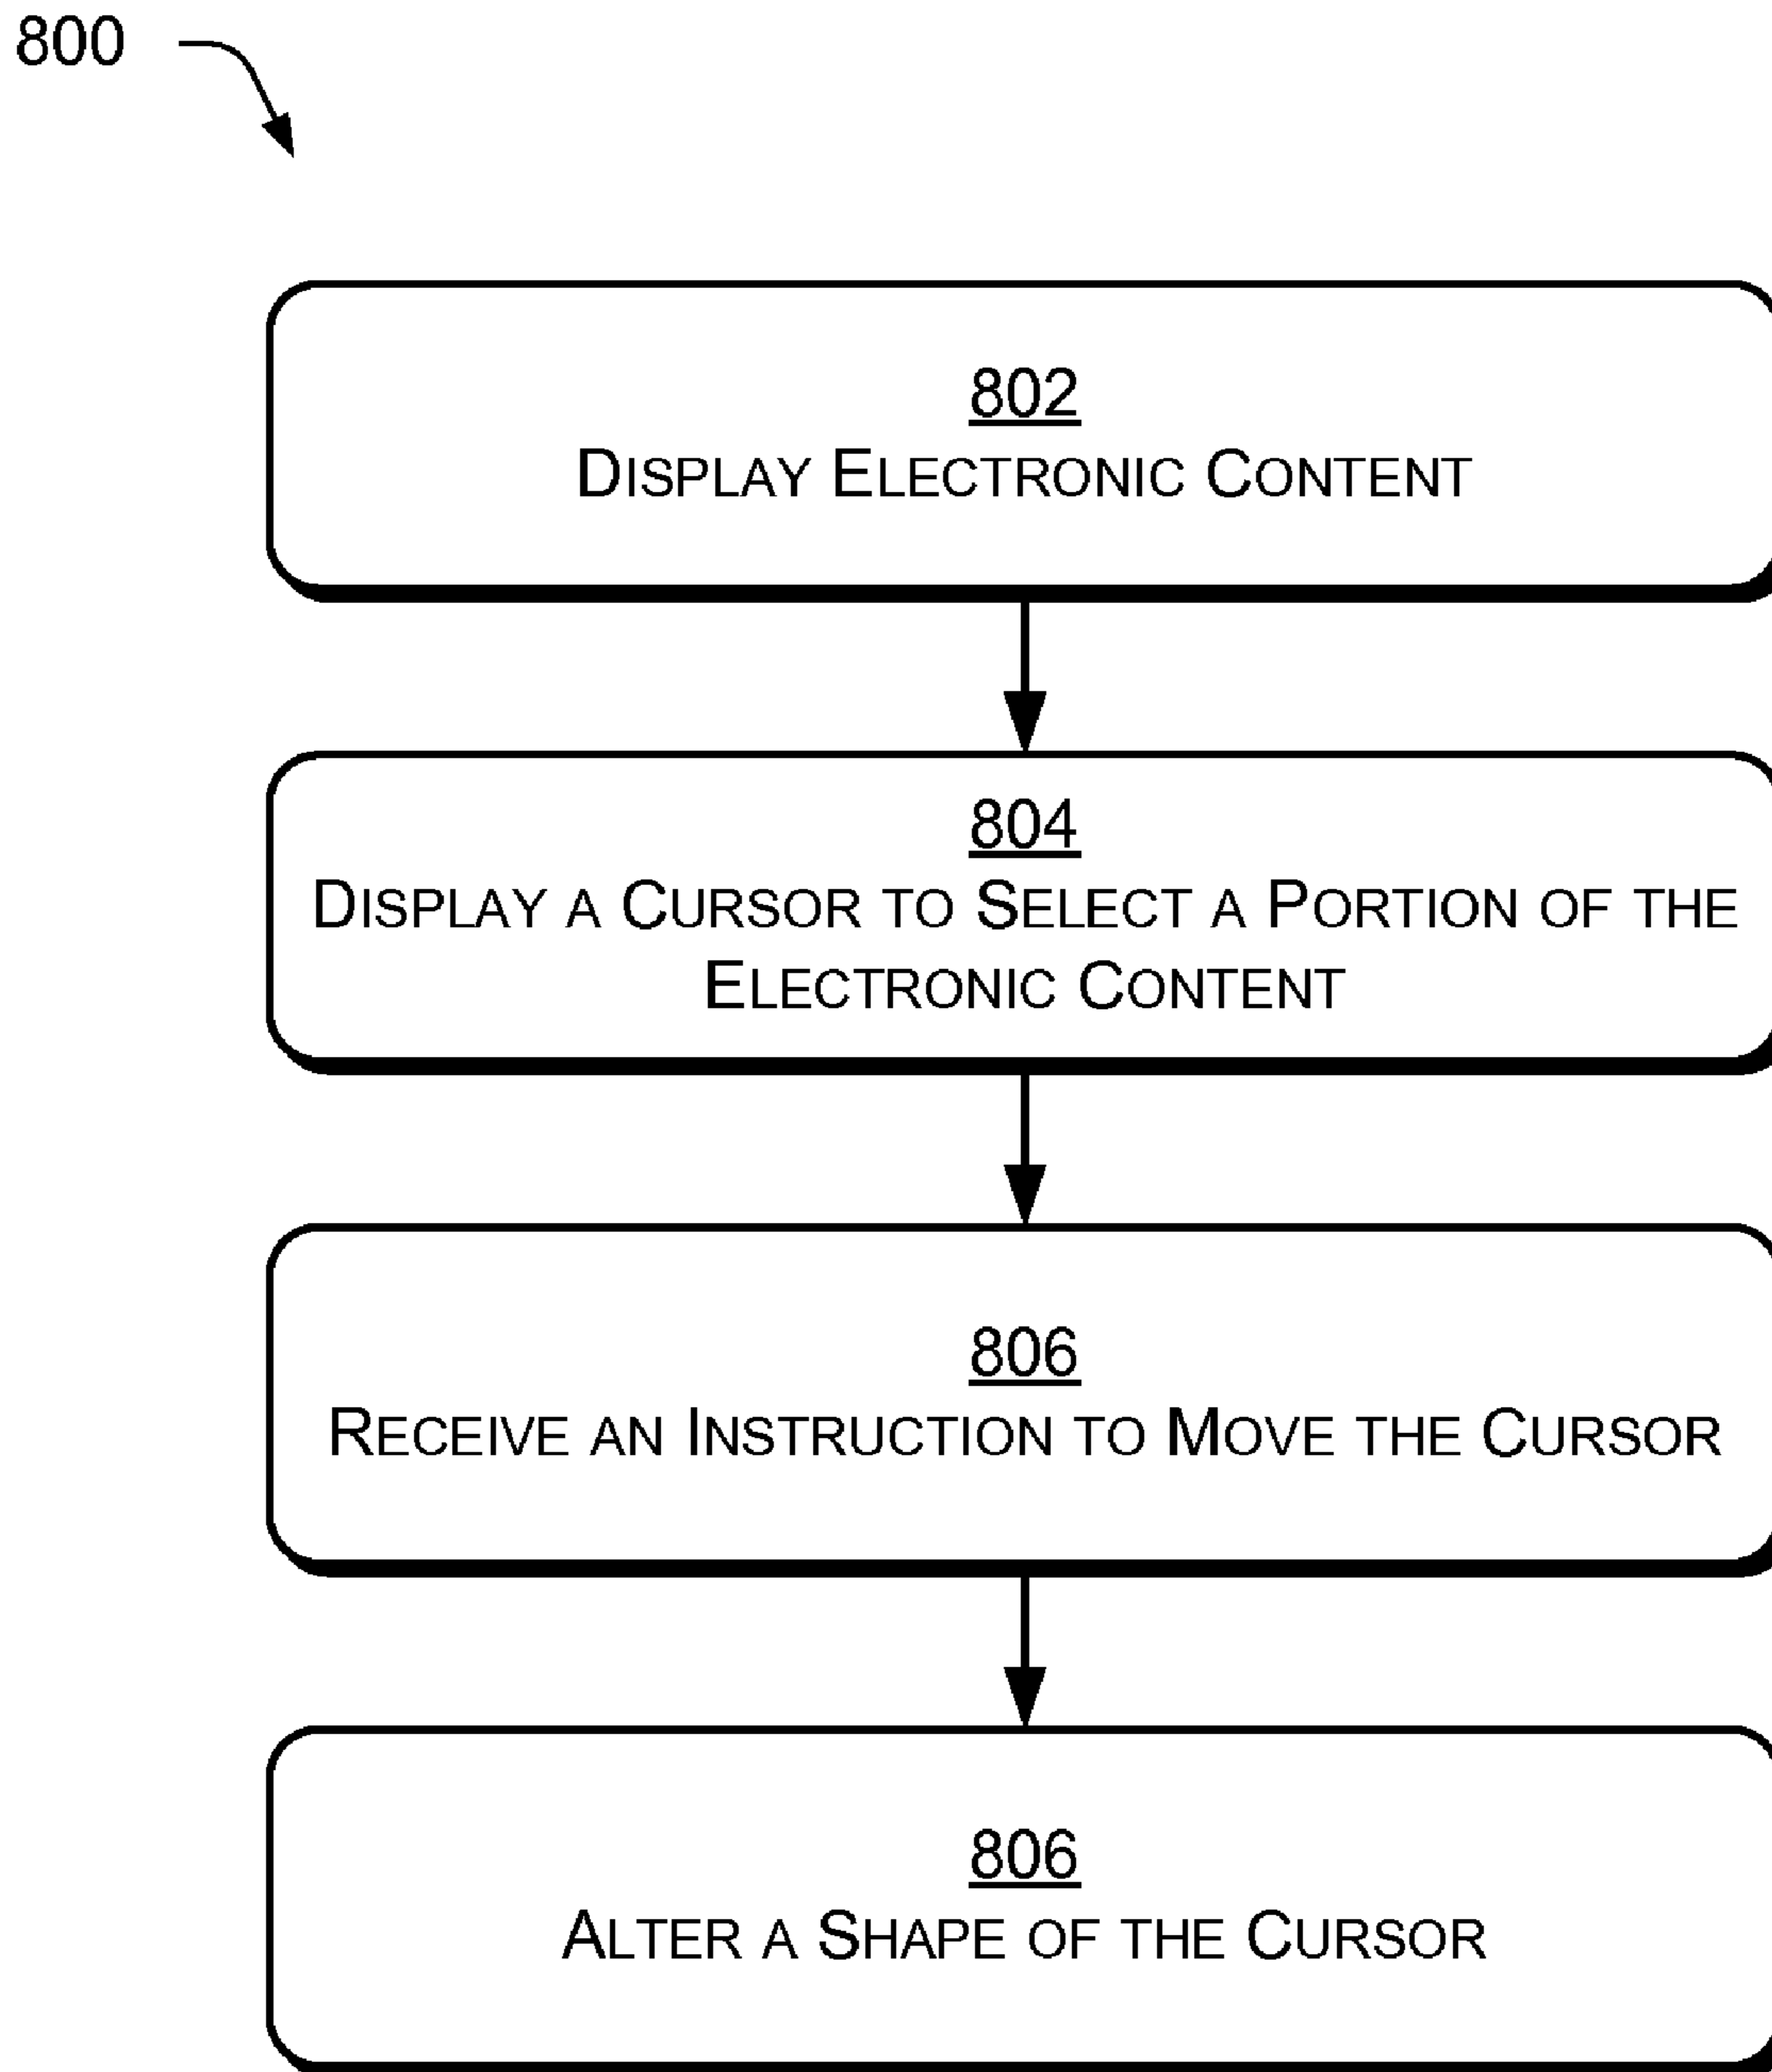 800
802
DISPLAY ELECTRONIC CONTENT
804
DISPLAY A CURSOR TO SELECT A PORTION OF THE
ELECTRONIC CONTENT
806
RECEIVE AN INSTRUCTION TO MOVE THE CURSOR
806
ALTER A SHAPE OF THE CURSOR